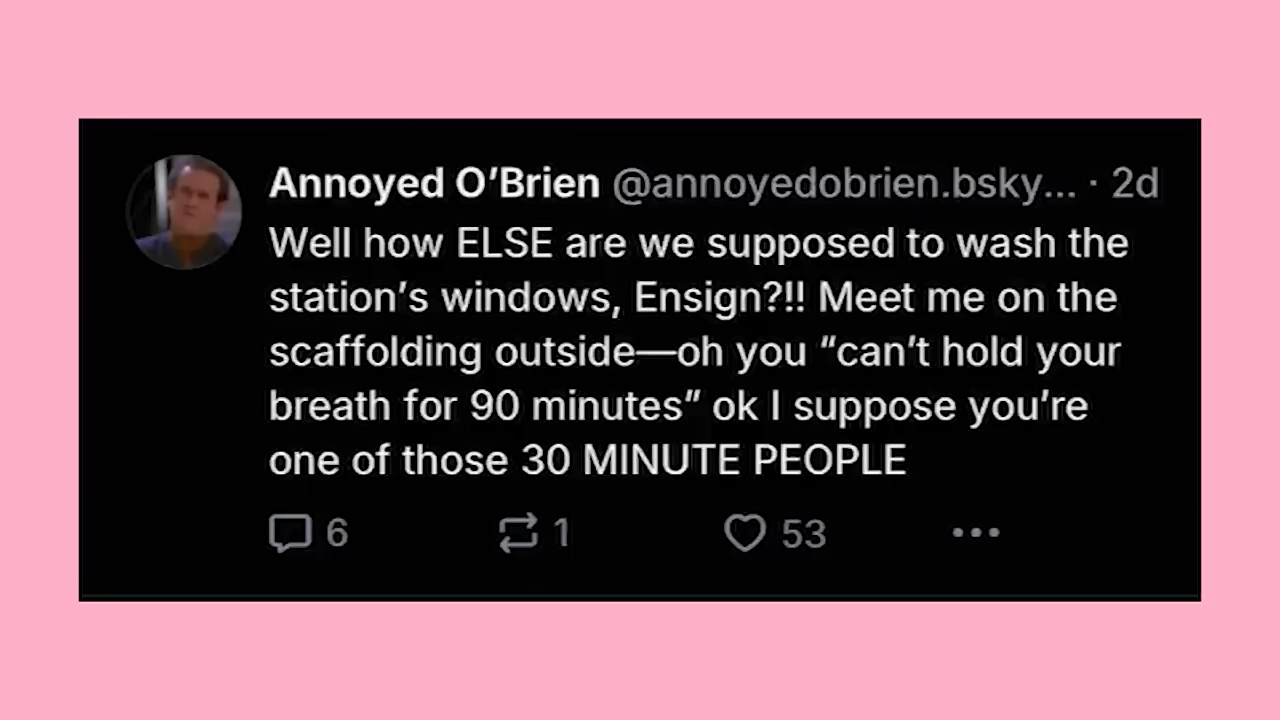 Annoyed O’Brien @annoyedobrien.bsky... · 2d
Well how ELSE are we supposed to wash the
station’s windows, Ensign?!! Meet me on the
scaffolding outside—oh you “can’t hold your
breath for 90 minutes” ok I suppose you’re
one of those 30 MINUTE PEOPLE
6 1 53